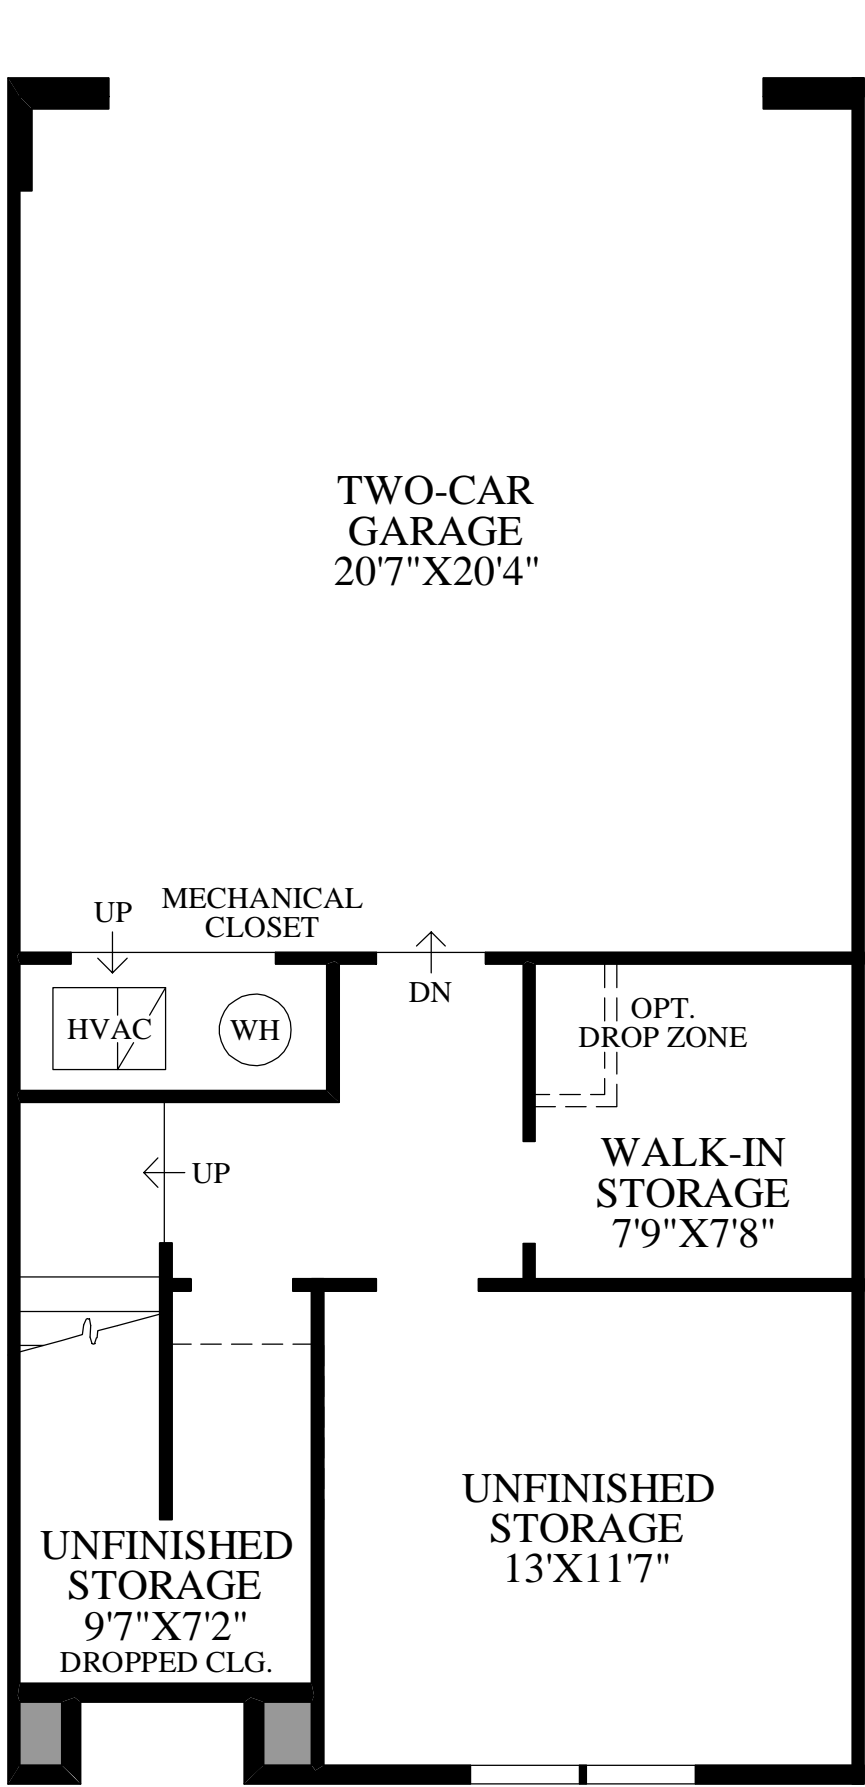 TWO-CAR
GARAGE
20'7"X20'4"
MECHANICAL
CLOSET
UP
DN
HVAC
WH
OPT.
DROP ZONE
UP
WALK-IN
STORAGE
7'9"X7'8"
UNFINISHED
STORAGE
13'X11'7"
UNFINISHED
STORAGE
9'7"X7'2"
DROPPED CLG.